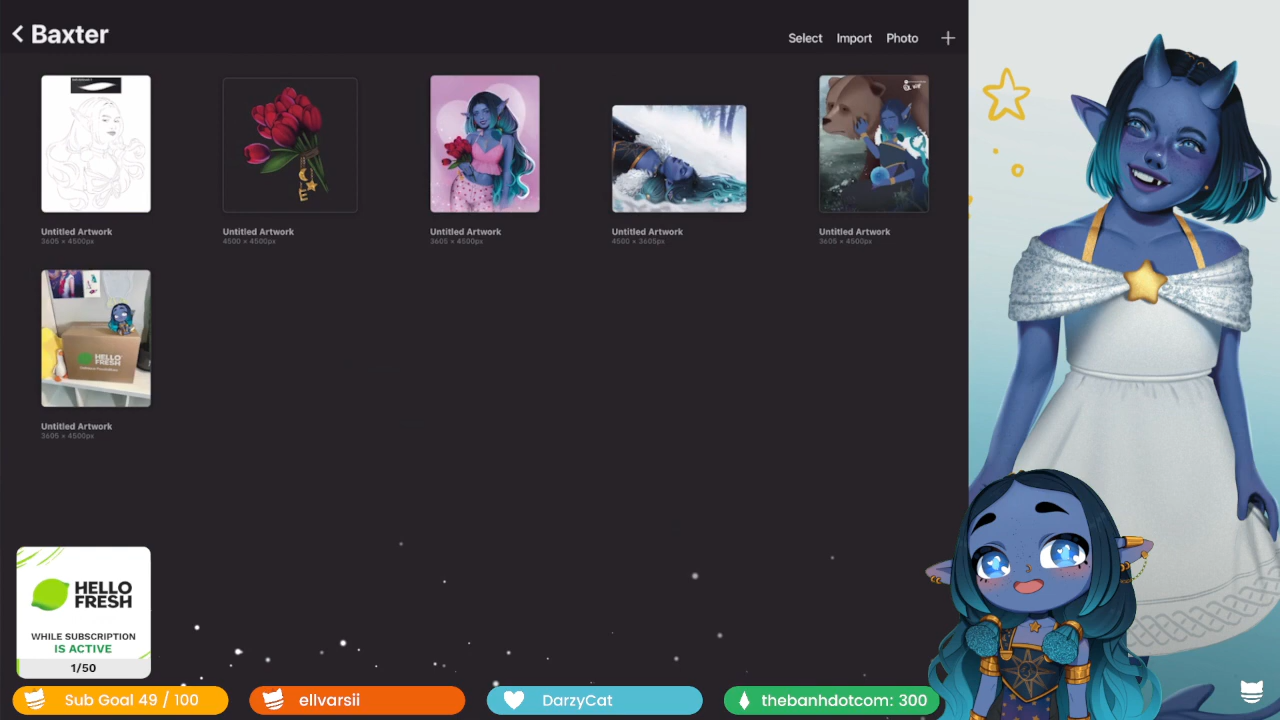 Baxter
Select Import Photo
Untitled Artwork
3605 × 4500px
Untitled Artwork
4500 × 4500px
Untitled Artwork
3605 × 4500px
Untitled Artwork
4500 × 3605px
Untitled Artwork
3605 × 4500px
HELLO
FRESH
Untitled Artwork
3605 × 4500px
HELLO
FRESH
WHILE SUBSCRIPTION
IS ACTIVE
1/50
Sub Goal 49 / 100
ellvarsii
DarzyCat
thebanhdotcom: 300